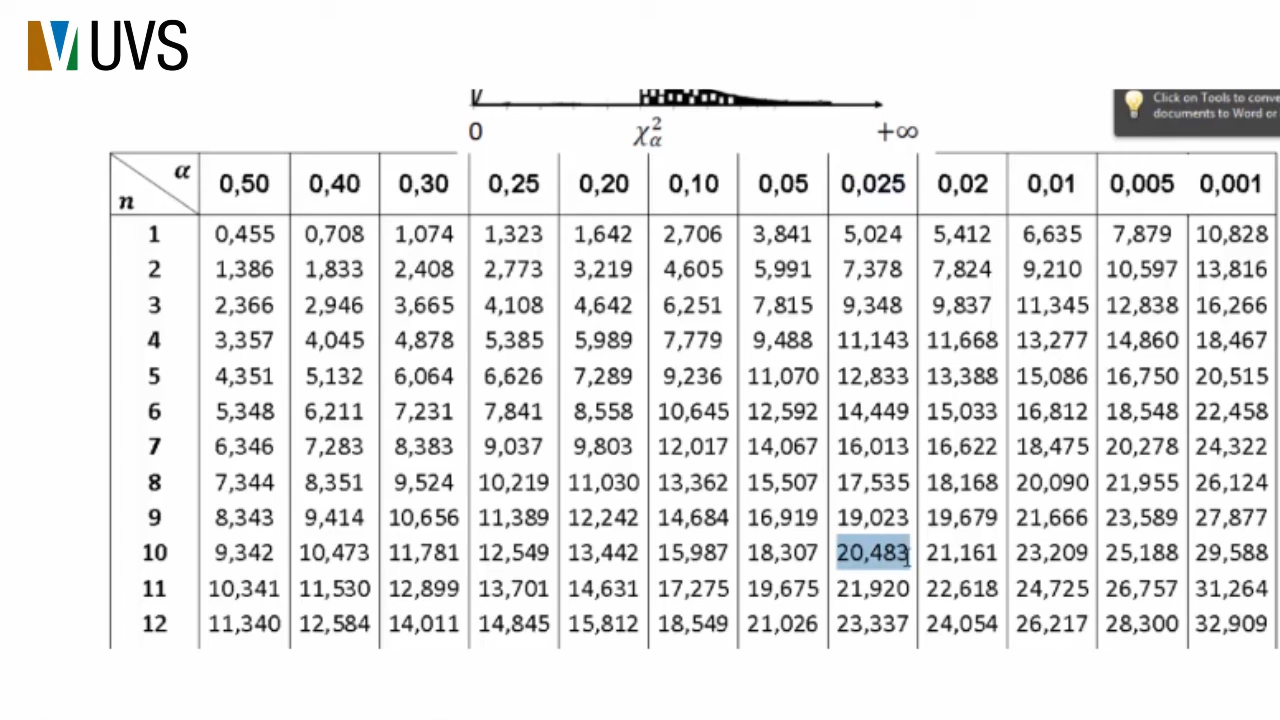 UVS
Click on Tools to conve
documents to Word or
0 χ²α +∞
α 0,50 0,40 0,30 0,25 0,20 0,10 0,05 0,025 0,02 0,01 0,005 0,001
n
1 0,455 0,708 1,074 1,323 1,642 2,706 3,841 5,024 5,412 6,635 7,879 10,828
2 1,386 1,833 2,408 2,773 3,219 4,605 5,991 7,378 7,824 9,210 10,597 13,816
3 2,366 2,946 3,665 4,108 4,642 6,251 7,815 9,348 9,837 11,345 12,838 16,266
4 3,357 4,045 4,878 5,385 5,989 7,779 9,488 11,143 11,668 13,277 14,860 18,467
5 4,351 5,132 6,064 6,626 7,289 9,236 11,070 12,833 13,388 15,086 16,750 20,515
6 5,348 6,211 7,231 7,841 8,558 10,645 12,592 14,449 15,033 16,812 18,548 22,458
7 6,346 7,283 8,383 9,037 9,803 12,017 14,067 16,013 16,622 18,475 20,278 24,322
8 7,344 8,351 9,524 10,219 11,030 13,362 15,507 17,535 18,168 20,090 21,955 26,124
9 8,343 9,414 10,656 11,389 12,242 14,684 16,919 19,023 19,679 21,666 23,589 27,877
10 9,342 10,473 11,781 12,549 13,442 15,987 18,307 20,483 21,161 23,209 25,188 29,588
11 10,341 11,530 12,899 13,701 14,631 17,275 19,675 21,920 22,618 24,725 26,757 31,264
12 11,340 12,584 14,011 14,845 15,812 18,549 21,026 23,337 24,054 26,217 28,300 32,909